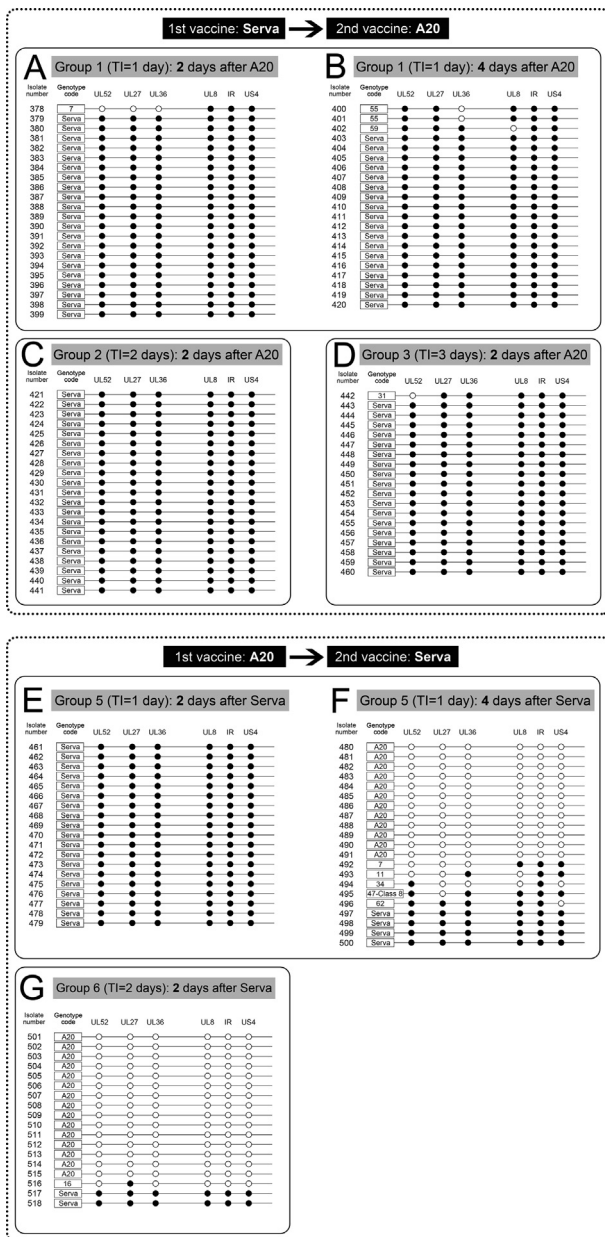 1st vaccine: Serva 2nd vaccine: A20
A Group 1 (TI=1 day): 2 days after A20
Isolate Genotype UL52 UL27 UL36 UL8 IR US4
number code
378 7
379 Serva
380 Serva
381 Serva
382 Serva
383 Serva
384 Serva
385 Serva
386 Serva
387 Serva
388 Serva
389 Serva
390 Serva
391 Serva
392 Serva
393 Serva
394 Serva
395 Serva
396 Serva
397 Serva
398 Serva
399 Serva
B Group 1 (TI=1 day): 4 days after A20
Isolate Genotype UL52 UL27 UL36 UL8 IR US4
number code
400 55
401 55
402 59
403 Serva
404 Serva
405 Serva
406 Serva
407 Serva
408 Serva
409 Serva
410 Serva
411 Serva
412 Serva
413 Serva
414 Serva
415 Serva
416 Serva
417 Serva
418 Serva
419 Serva
420 Serva
C Group 2 (TI=2 days): 2 days after A20
Isolate Genotype UL52 UL27 UL36 UL8 IR US4
number code
421 Serva
422 Serva
423 Serva
424 Serva
425 Serva
426 Serva
427 Serva
428 Serva
429 Serva
430 Serva
431 Serva
432 Serva
433 Serva
434 Serva
435 Serva
436 Serva
437 Serva
438 Serva
439 Serva
440 Serva
441 Serva
D Group 3 (TI=3 days): 2 days after A20
Isolate Genotype UL52 UL27 UL36 UL8 IR US4
number code
442 31
443 Serva
444 Serva
445 Serva
446 Serva
447 Serva
448 Serva
449 Serva
450 Serva
451 Serva
452 Serva
453 Serva
454 Serva
455 Serva
456 Serva
457 Serva
458 Serva
459 Serva
460 Serva
1st vaccine: A20 2nd vaccine: Serva
E Group 5 (TI=1 day): 2 days after Serva
Isolate Genotype UL52 UL27 UL36 UL8 IR US4
number code
461 Serva
462 Serva
463 Serva
464 Serva
465 Serva
466 Serva
467 Serva
468 Serva
469 Serva
470 Serva
471 Serva
472 Serva
473 Serva
474 Serva
475 Serva
476 Serva
477 Serva
478 Serva
479 Serva
F Group 5 (TI=1 day): 4 days after Serva
Isolate Genotype UL52 UL27 UL36 UL8 IR US4
number code
480 A20
481 A20
482 A20
483 A20
484 A20
485 A20
486 A20
487 A20
488 A20
489 A20
490 A20
491 A20
492 7
493 11
494 34
495 47-Class 8
496 62
497 Serva
498 Serva
499 Serva
500 Serva
G Group 6 (TI=2 days): 2 days after Serva
Isolate Genotype UL52 UL27 UL36 UL8 IR US4
number code
501 A20
502 A20
503 A20
504 A20
505 A20
506 A20
507 A20
508 A20
509 A20
510 A20
511 A20
512 A20
513 A20
514 A20
515 A20
516 16
517 Serva
518 Serva